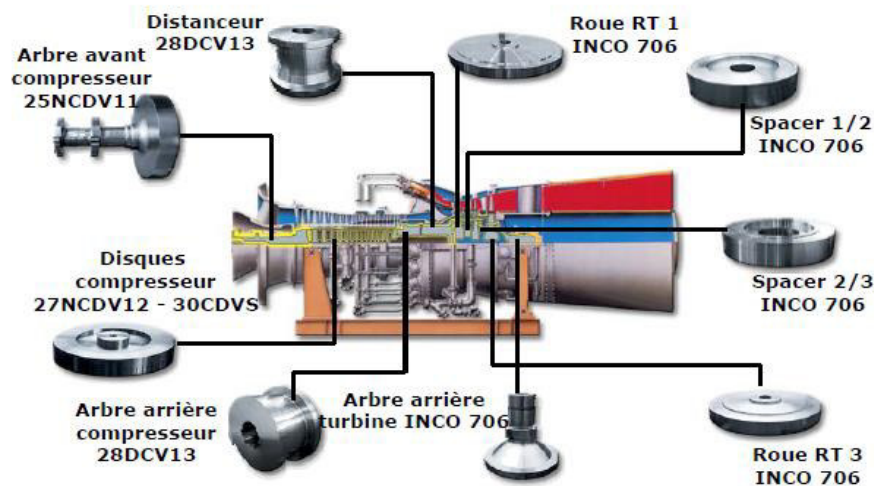 Distanceur
28DCV13
Roue RT 1
INCO 706
Arbre avant
compresseur
25NCDV11
Spacer 1/2
INCO 706
Disques
compresseur
27NCDV12 - 30CDVS
Spacer 2/3
INCO 706
Arbre arrière
compresseur
28DCV13
Arbre arrière
turbine INCO 706
Roue RT 3
INCO 706